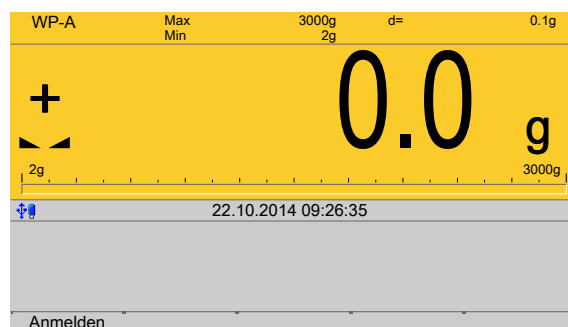 WP-A Max 3000g d= 0.1g
Min 2g
+ 0.0 g
2g 3000g
22.10.2014 09:26:35
Anmelden